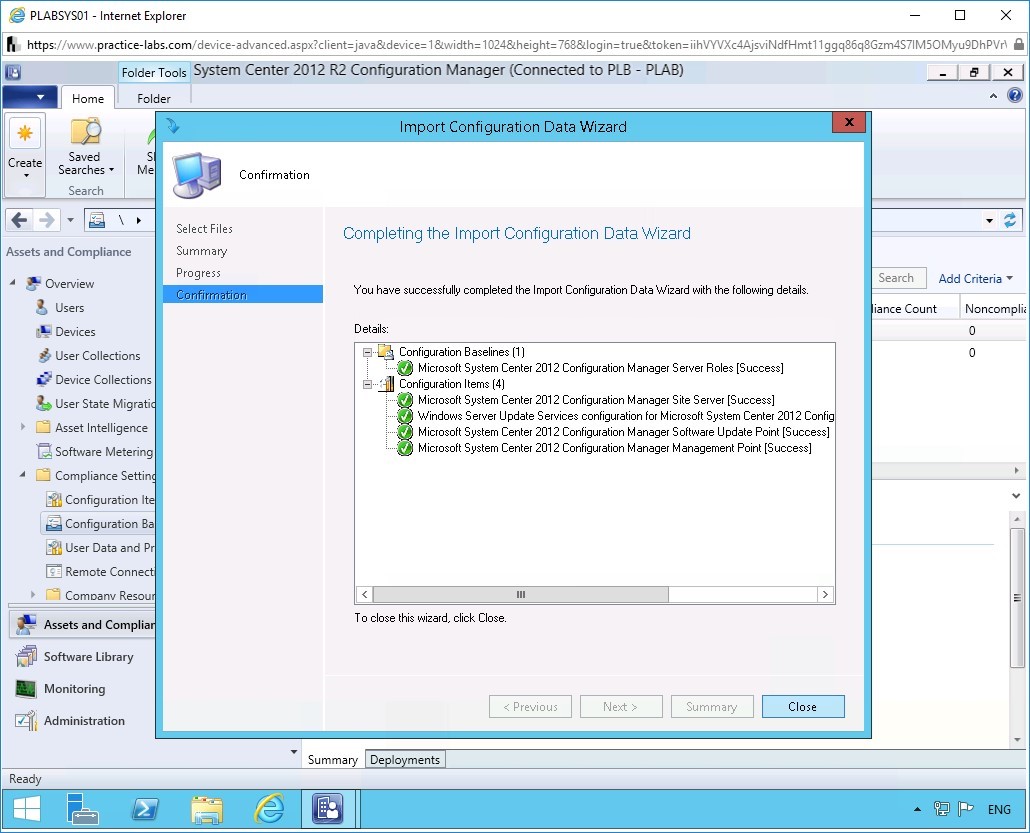 PLABSYS01 - Internet Explorer
https://www.practice-labs.com/device-advanced.aspx?client=java&device=1&width=1024&height=768&login=true&token=iihVYVXc4AjsviNdfHmt11ggq86q8Gzm4S7lM5OMyu9DhPVr
Folder Tools System Center 2012 R2 Configuration Manager (Connected to PLB - PLAB)
Home Folder
Create
Saved Searches
Search
Import Configuration Data Wizard
Confirmation
\
Assets and Compliance
Overview
Users
Devices
User Collections
Device Collections
User State Migratic
Asset Intelligence
Software Metering
Compliance Setting
Configuration Ite
Configuration Ba
User Data and Pr
Remote Connecti
Company Resour
Assets and Complian
Software Library
Monitoring
Administration
Select Files
Summary
Progress
Confirmation
Completing the Import Configuration Data Wizard
You have successfully completed the Import Configuration Data Wizard with the following details.
Details:
Configuration Baselines (1)
Microsoft System Center 2012 Configuration Manager Server Roles [Success]
Configuration Items (4)
Microsoft System Center 2012 Configuration Manager Site Server [Success]
Windows Server Update Services configuration for Microsoft System Center 2012 Config
Microsoft System Center 2012 Configuration Manager Software Update Point [Success]
Microsoft System Center 2012 Configuration Manager Management Point [Success]
To close this wizard, click Close.
< Previous Next > Summary Close
Search Add Criteria
liance Count Noncomplia
0
0
Summary Deployments
Ready
ENG